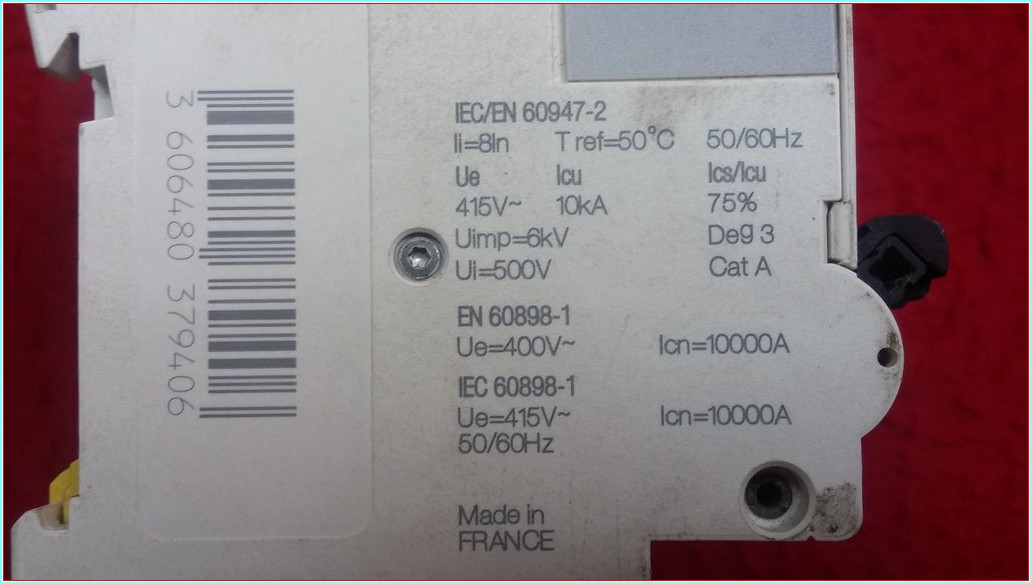 3 606480 379406
IEC/EN 60947-2
Ii=8In T ref=50°C 50/60Hz
Ue Icu Ics/Icu
415V~ 10kA 75%
Uimp=6kV Deg 3
Ui=500V Cat A
EN 60898-1
Ue=400V~ Icn=10000A
IEC 60898-1
Ue=415V~ Icn=10000A
50/60Hz
Made in
FRANCE